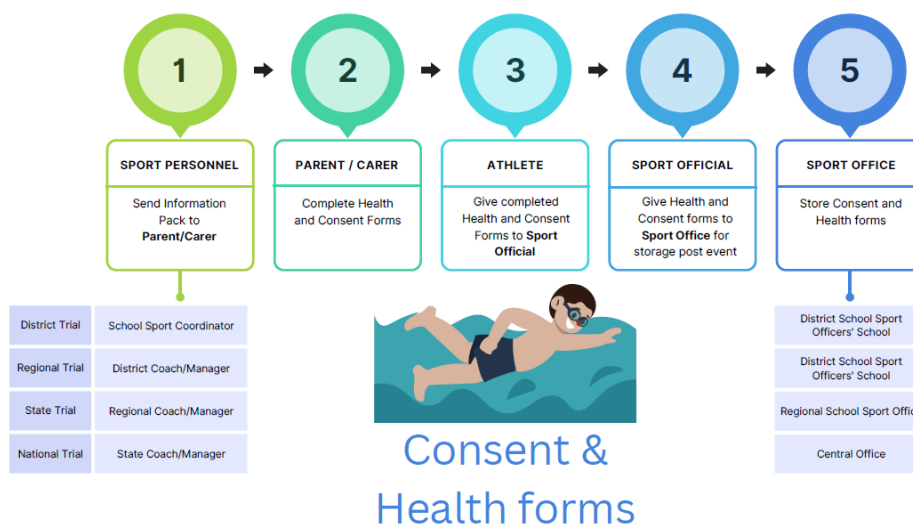 1
2
3
4
5
SPORT PERSONNEL
Send Information
Pack to
Parent/Carer
PARENT / CARER
Complete Health
and Consent Forms
ATHLETE
Give completed
Health and Consent
Forms to Sport
Official
SPORT OFFICIAL
Give Health and
Consent forms to
Sport Office for
storage post event
SPORT OFFICE
Store Consent and
Health forms
District Trial
School Sport Coordinator
Regional Trial
District Coach/Manager
State Trial
Regional Coach/Manager
National Trial
State Coach/Manager
District School Sport
Officers' School
District School Sport
Officers' School
Regional School Sport Offic
Central Office
Consent &
Health forms